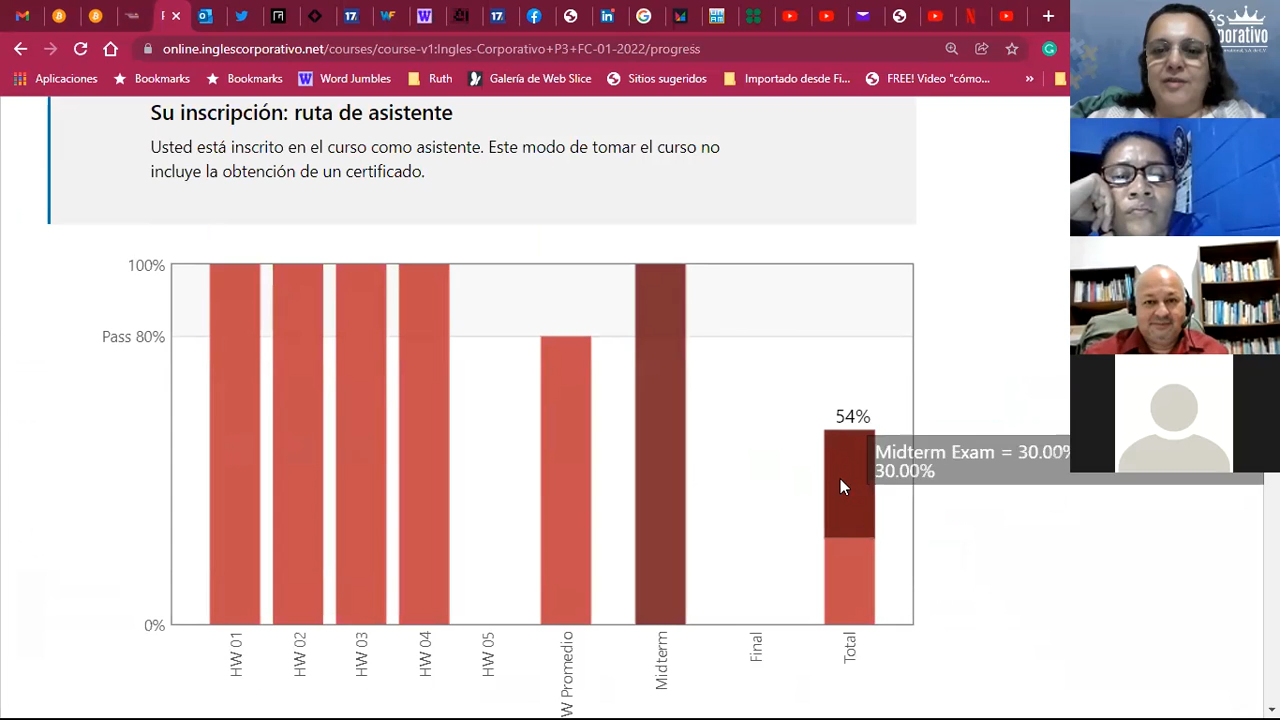 online.inglescorporativo.net/courses/course-v1:Ingles-Corporativo+P3+FC-01-2022/progress
Aplicaciones Bookmarks Bookmarks Word Jumbles Ruth Galería de Web Slice Sitios sugeridos Importado desde Fi... FREE! Video "cómo... »
Su inscripción: ruta de asistente
Usted está inscrito en el curso como asistente. Este modo de tomar el curso no
incluye la obtención de un certificado.
100%
Pass 80%
0%
54%
Midterm Exam = 30.00%
30.00%
HW 01
HW 02
HW 03
HW 04
HW 05
W Promedio
Midterm
Final
Total